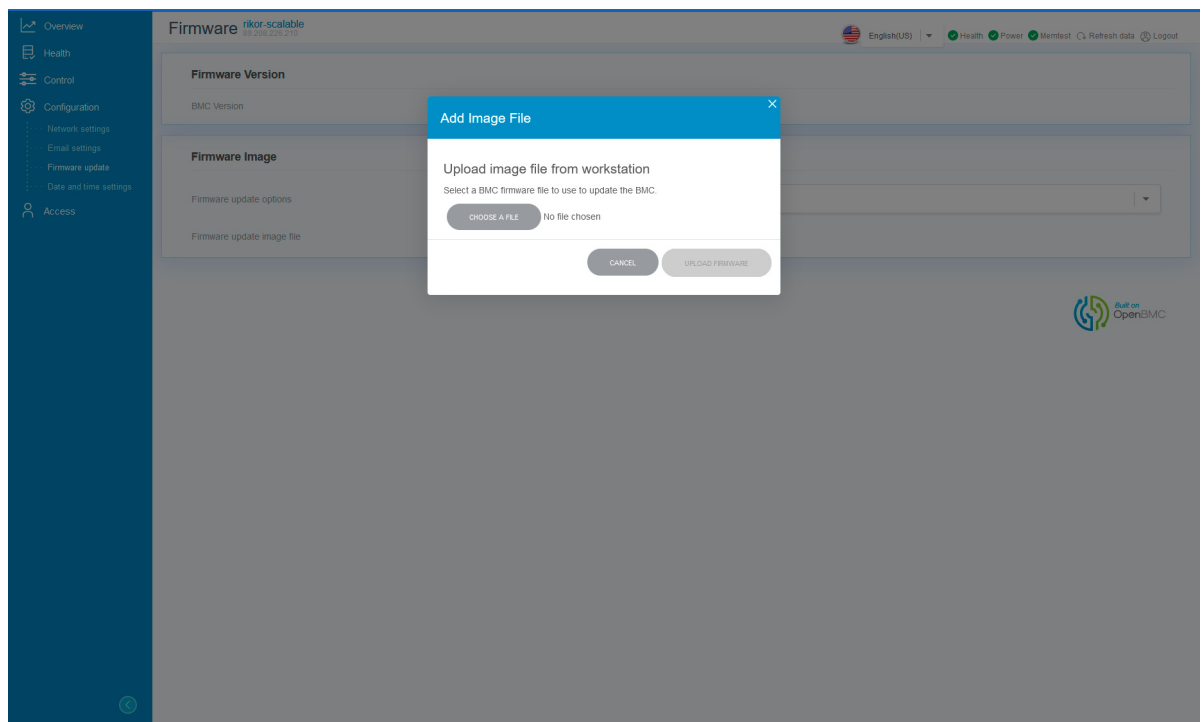 Overview
Health
Control
Configuration
Network settings
Email settings
Firmware update
Date and time settings
Access
Firmware rikor-scalable
English(US)
Health Power Memtest Refresh data Logout
Firmware Version
BMC Version
Firmware Image
Firmware update options
Firmware update image file
Add Image File
Upload image file from workstation
Select a BMC firmware file to use to update the BMC.
CHOOSE A FILE No file chosen
CANCEL UPLOAD FIRMWARE
Built on
OpenBMC